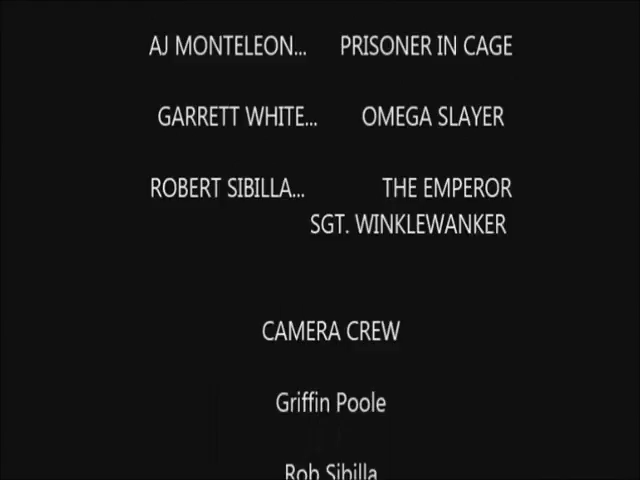 AJ MONTELEON... PRISONER IN CAGE
GARRETT WHITE... OMEGA SLAYER
ROBERT SIBILLA... THE EMPEROR
SGT. WINKLEWANKER
CAMERA CREW
Griffin Poole
Rob Sibilla